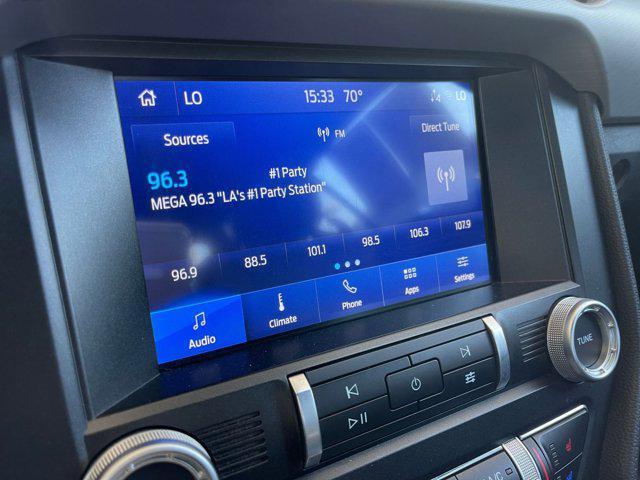 LO 15:33 70° 4 LO
Sources FM Direct Tune
96.3 #1 Party
MEGA 96.3 "LA's #1 Party Station"
96.9 88.5 101.1 98.5 106.3 107.9
Audio Climate Phone Apps Settings
TUNE
A/C